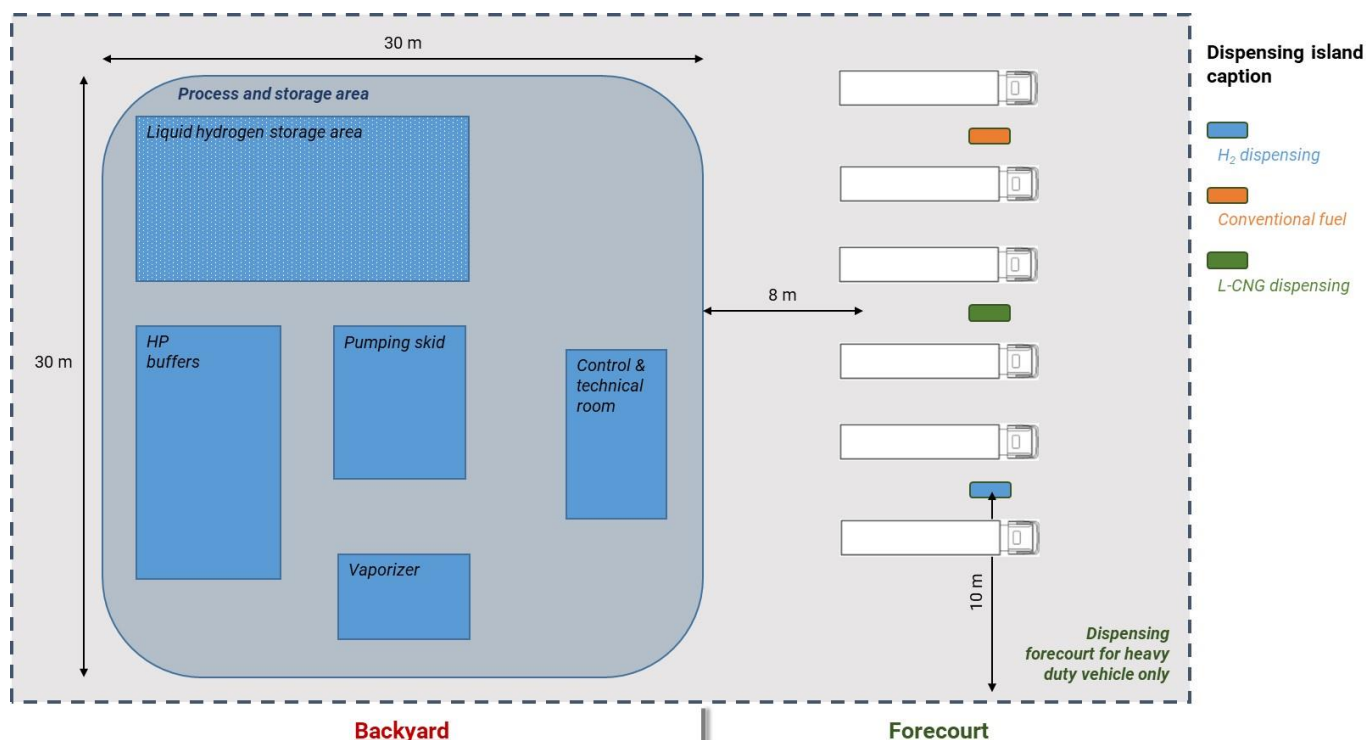 30 m
Process and storage area
Liquid hydrogen storage area
HP
buffers
Pumping skid
Control &
technical
room
Vaporizer
30 m
8 m
10 m
Dispensing
forecourt for heavy
duty vehicle only
Dispensing island
caption
H₂ dispensing
Conventional fuel
L-CNG dispensing
Backyard
Forecourt